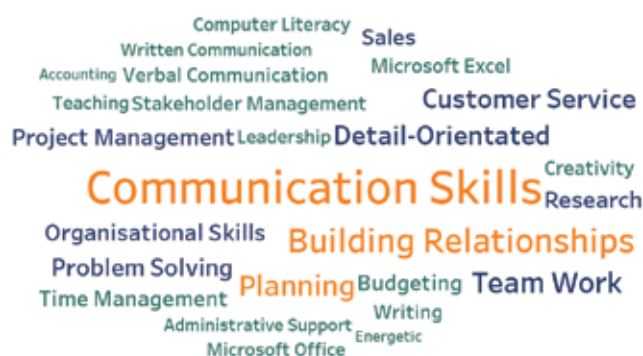 Computer Literacy
Sales
Written Communication
Microsoft Excel
Accounting Verbal Communication
Teaching Stakeholder Management
Customer Service
Project Management Leadership Detail-Orientated
Communication Skills
Creativity
Research
Organisational Skills
Building Relationships
Problem Solving
Planning Budgeting Team Work
Time Management
Writing
Administrative Support
Energetic
Microsoft Office